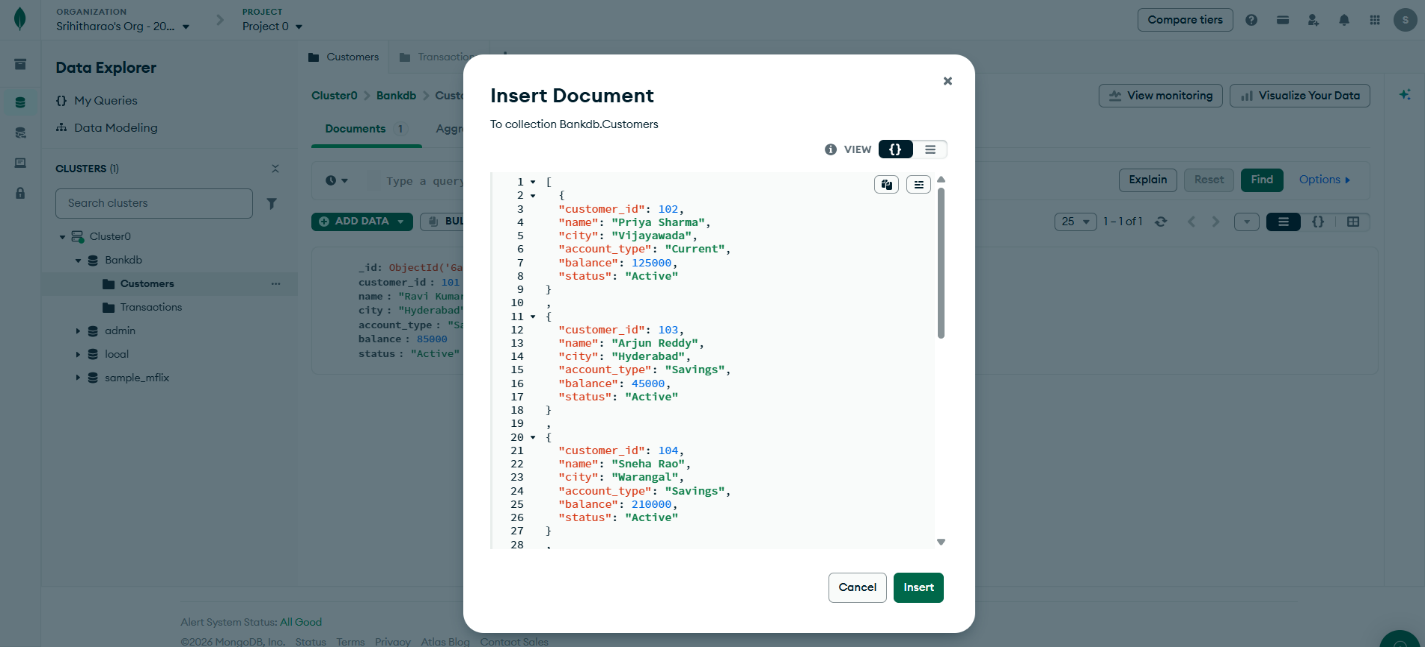 ORGANIZATION
Srihitharao's Org - 20...
PROJECT
Project 0
Compare tiers
S
Data Explorer
{} My Queries
Data Modeling
CLUSTERS (1)
Search clusters
Cluster0
Bankdb
Customers
Transactions
admin
local
sample_mflix
Customers
Cluster0 > Bankdb >
View monitoring
Visualize Your Data
Documents 1
Type a query
Explain
Reset
Find
Options
ADD DATA
25
1 – 1 of 1
{}
_id: ObjectId('6a
customer_id : 101
name : "Ravi Kumar
city : "Hyderabad"
account_type : "Sa
balance : 85000
status : "Active"
Insert Document
To collection Bankdb.Customers
VIEW {}
1 [
2 {
3 "customer_id": 102,
4 "name": "Priya Sharma",
5 "city": "Vijayawada",
6 "account_type": "Current",
7 "balance": 125000,
8 "status": "Active"
9 }
10 ,
11 {
12 "customer_id": 103,
13 "name": "Arjun Reddy",
14 "city": "Hyderabad",
15 "account_type": "Savings",
16 "balance": 45000,
17 "status": "Active"
18 }
19 ,
20 {
21 "customer_id": 104,
22 "name": "Sneha Rao",
23 "city": "Warangal",
24 "account_type": "Savings",
25 "balance": 210000,
26 "status": "Active"
27 }
28
Cancel
Insert
Alert System Status: All Good
©2026 MongoDB, Inc. Status Terms Privacy Atlas Blog Contact Sales